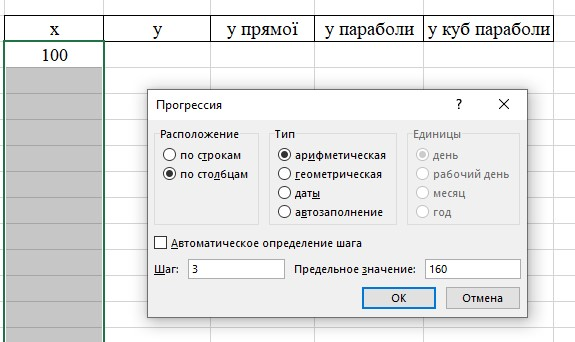 x y у прямої у параболи у куб параболи
100
Прогрессия ? ×
Расположение Тип Единицы
по строкам арифметическая день
по столбцам геометрическая рабочий день
даты месяц
автозаполнение год
Автоматическое определение шага
Шаг: 3 Предельное значение: 160
ОК Отмена